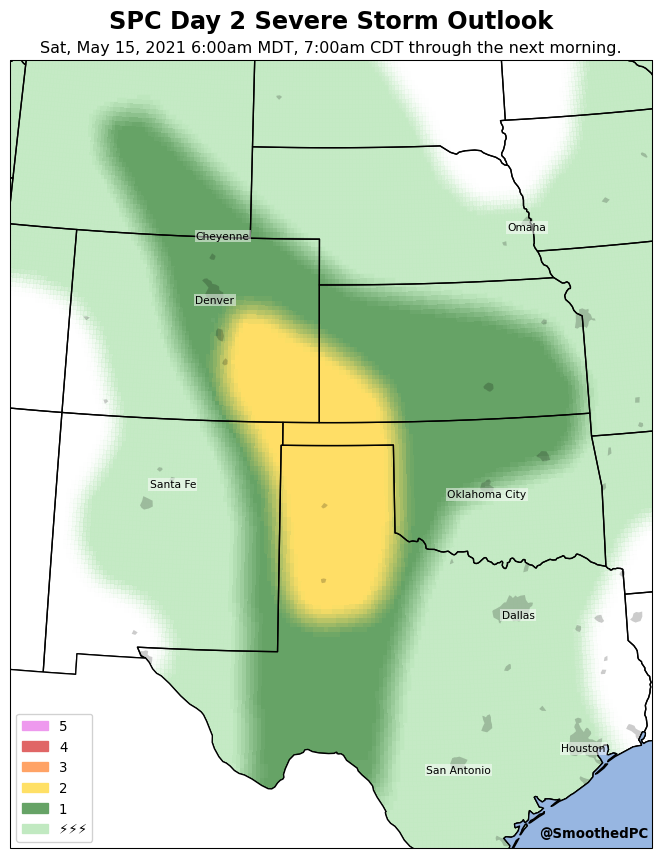 SPC Day 2 Severe Storm Outlook
Sat, May 15, 2021 6:00am MDT, 7:00am CDT through the next morning.
Omaha
Cheyenne
Denver
Santa Fe
Oklahoma City
Dallas
Houston
San Antonio
5
4
3
2
1
⚡⚡⚡
@SmoothedPC